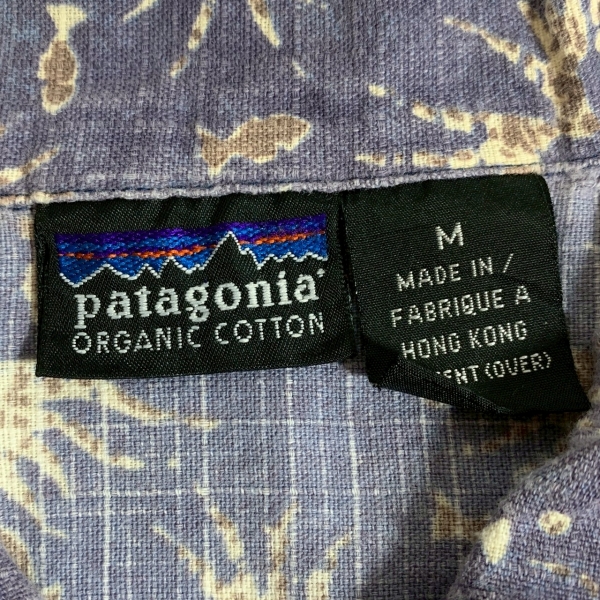 patagonia
ORGANIC COTTON
M
MADE IN /
FABRIQUE A
HONG KONG
(OVER)